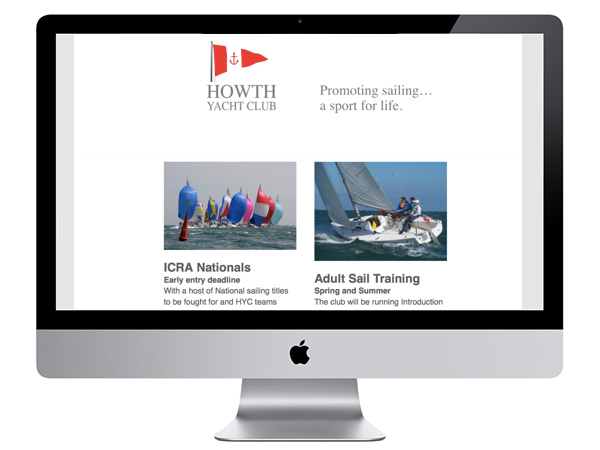 HOWTH
YACHT CLUB
Promoting sailing…
a sport for life.
ICRA Nationals
Early entry deadline
With a host of National sailing titles
to be fought for and HYC teams
Adult Sail Training
Spring and Summer
The club will be running Introduction